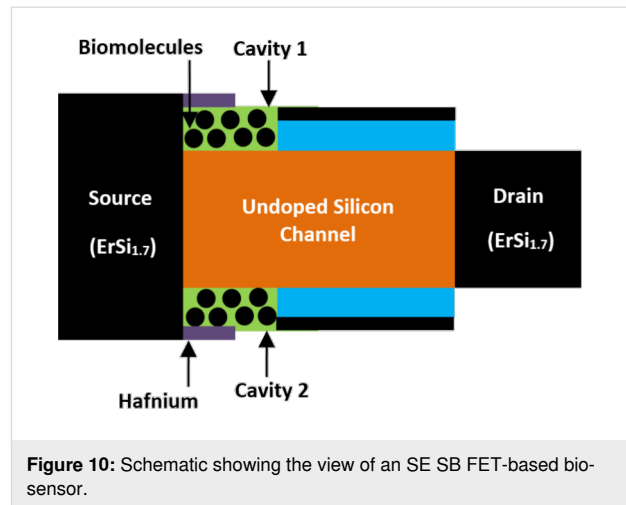 Biomolecules
Cavity 1
Source
(ErSi1.7)
Undoped Silicon
Channel
Drain
(ErSi1.7)
Hafnium
Cavity 2
Figure 10: Schematic showing the view of an SE SB FET-based bio-
sensor.